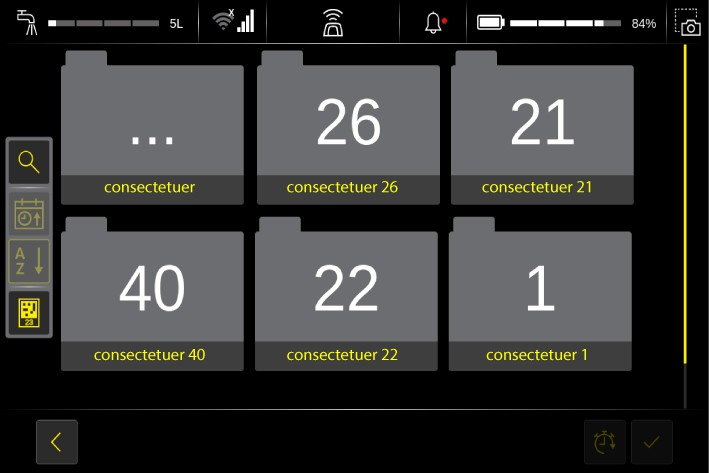 5L
X
84%
...
26
21
consectetuer
consectetuer 26
consectetuer 21
A
Z
23
40
22
1
consectetuer 40
consectetuer 22
consectetuer 1